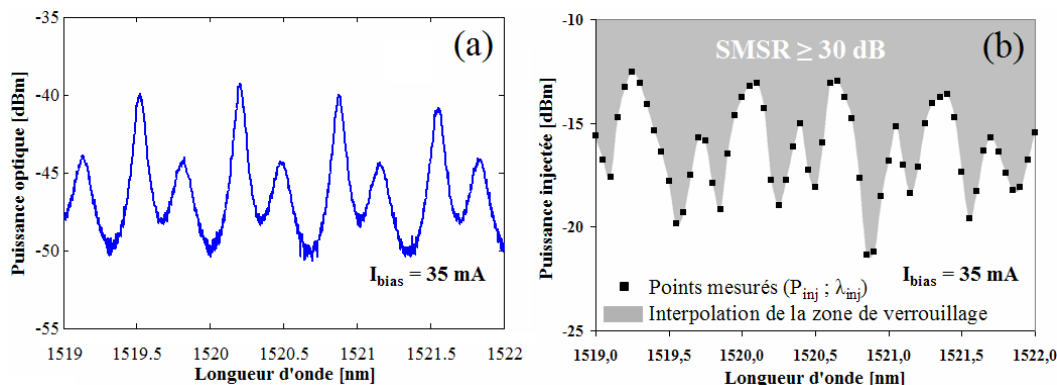 (a)
Puissance optique [dBm]
-35
-40
-45
-50
-55
I_bias = 35 mA
1519 1519.5 1520 1520.5 1521 1521.5 1522
Longueur d'onde [nm]
(b)
SMSR ≥ 30 dB
Puissance injectée [dBm]
-10
-15
-20
-25
I_bias = 35 mA
Points mesurés (P_inj ; λ_inj)
Interpolation de la zone de verrouillage
1519,0 1519,5 1520,0 1520,5 1521,0 1521,5 1522,0
Longueur d'onde [nm]